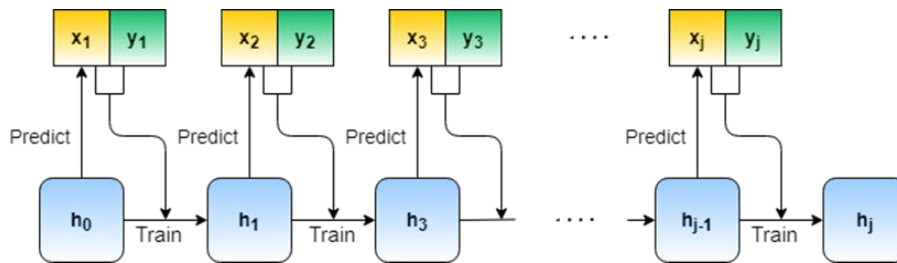 x1 y1 x2 y2 x3 y3 .... xj yj
Predict Predict Predict Predict
h0 h1 h3 .... hj-1 hj
Train Train Train